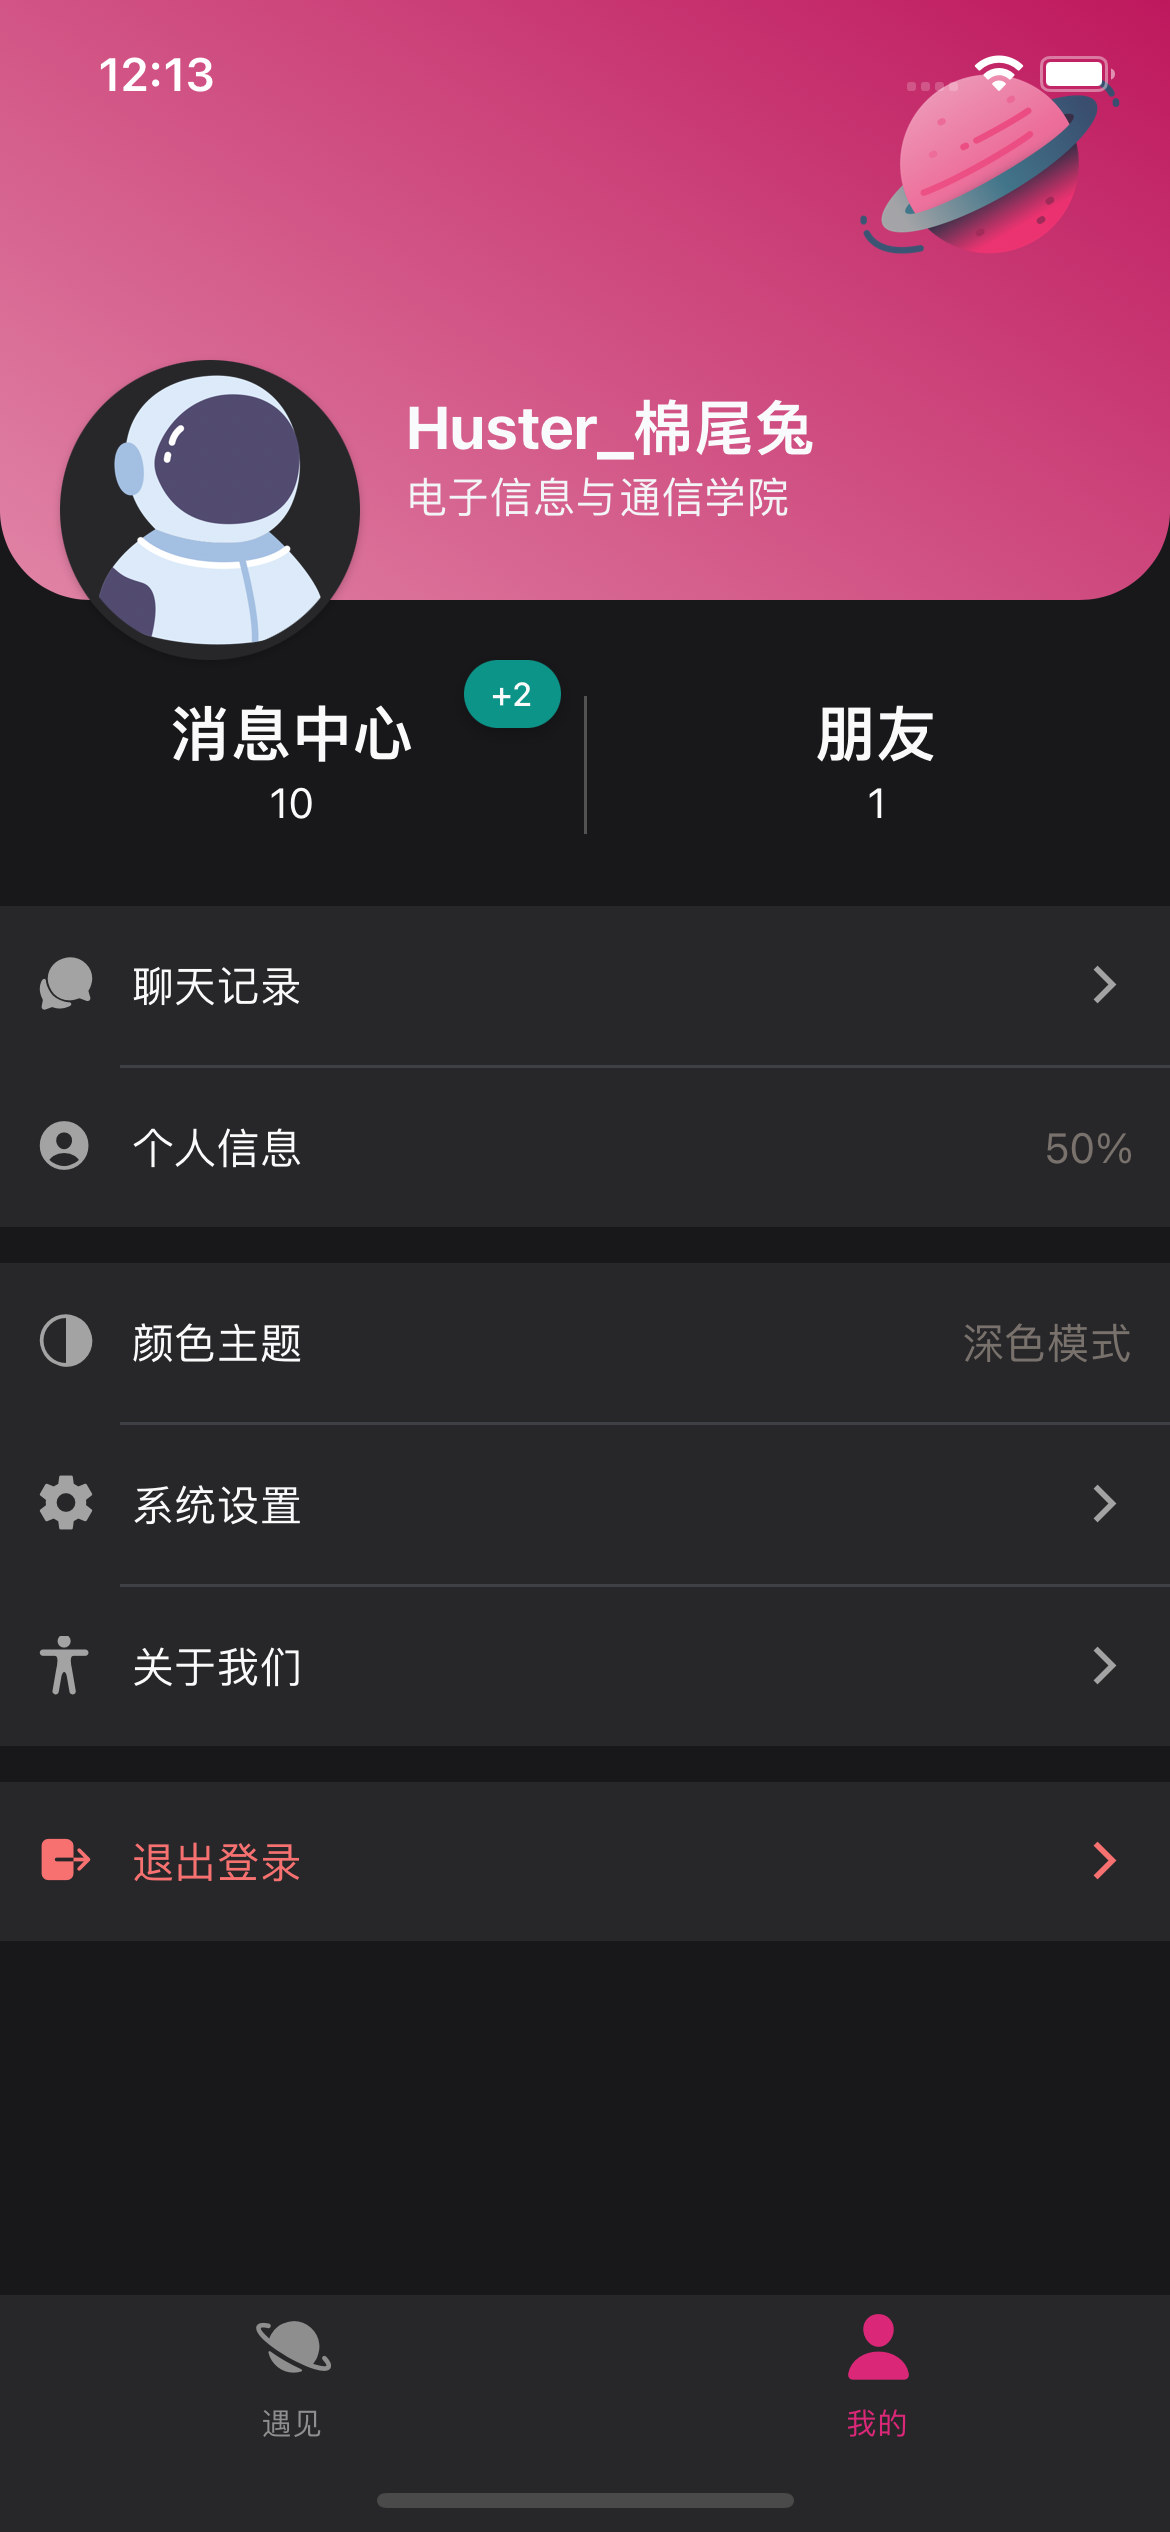 12:13
Huster_棉尾兔
电子信息与通信学院
+2
消息中心
10
朋友
1
聊天记录
个人信息
50%
颜色主题
深色模式
系统设置
关于我们
退出登录
遇见
我的